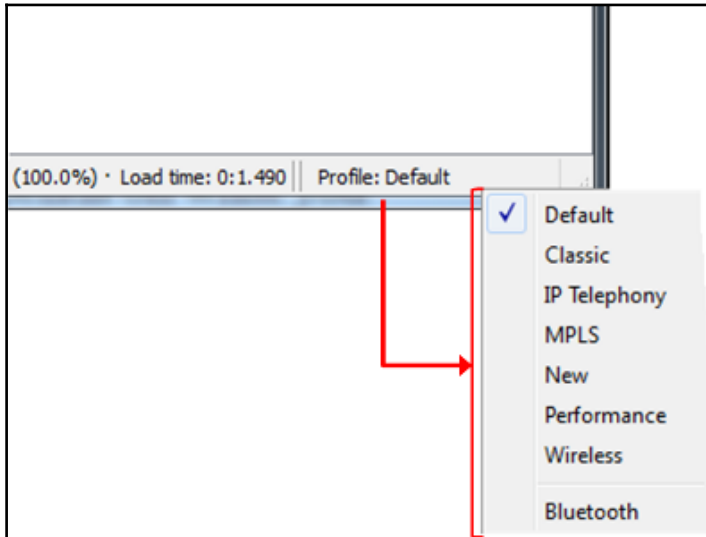 (100.0%) · Load time: 0:1.490 Profile: Default
Default
Classic
IP Telephony
MPLS
New
Performance
Wireless
Bluetooth